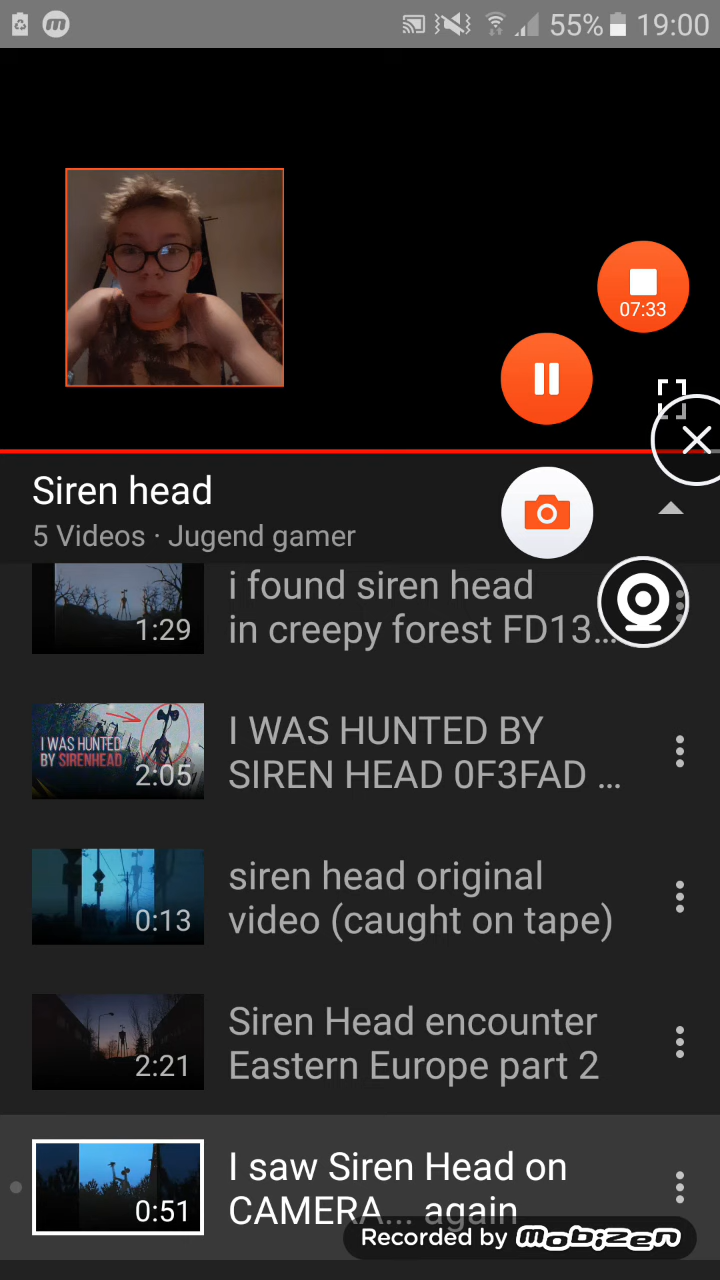 55% 19:00
07:33
Siren head
5 Videos · Jugend gamer
i found siren head
in creepy forest FD13...
1:29
I WAS HUNTED BY
SIREN HEAD 0F3FAD ...
I WAS HUNTED
BY SIRENHEAD
2:05
siren head original
video (caught on tape)
0:13
Siren Head encounter
Eastern Europe part 2
2:21
I saw Siren Head on
CAMERA... again
0:51
Recorded by mobizen